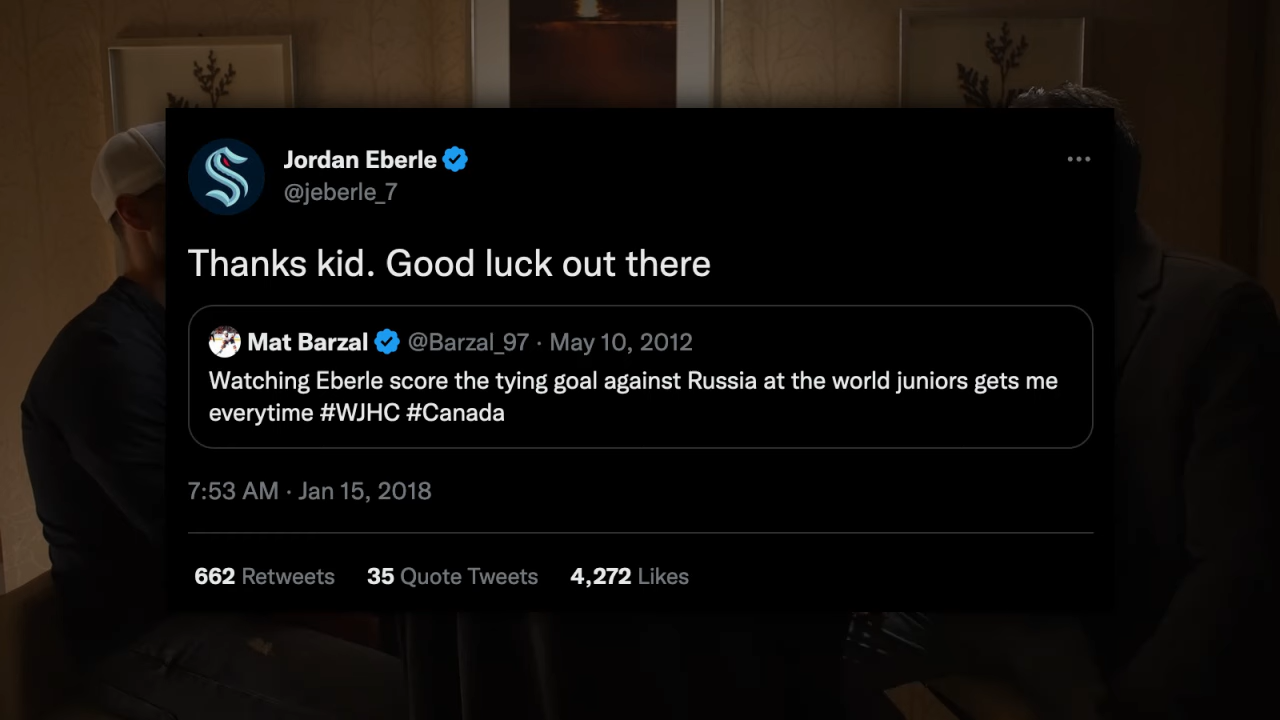 Jordan Eberle
@jeberle_7
Thanks kid. Good luck out there
Mat Barzal @Barzal_97 · May 10, 2012
Watching Eberle score the tying goal against Russia at the world juniors gets me
everytime #WJHC #Canada
7:53 AM · Jan 15, 2018
662 Retweets 35 Quote Tweets 4,272 Likes